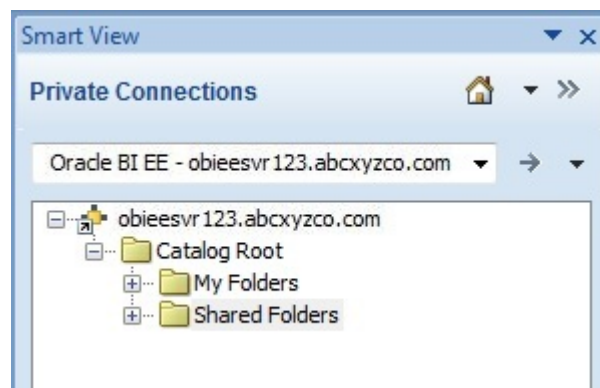 Smart View
Private Connections
Oracle BI EE - obieesvr123.abcxyzco.com
obieesvr123.abcxyzco.com
Catalog Root
My Folders
Shared Folders